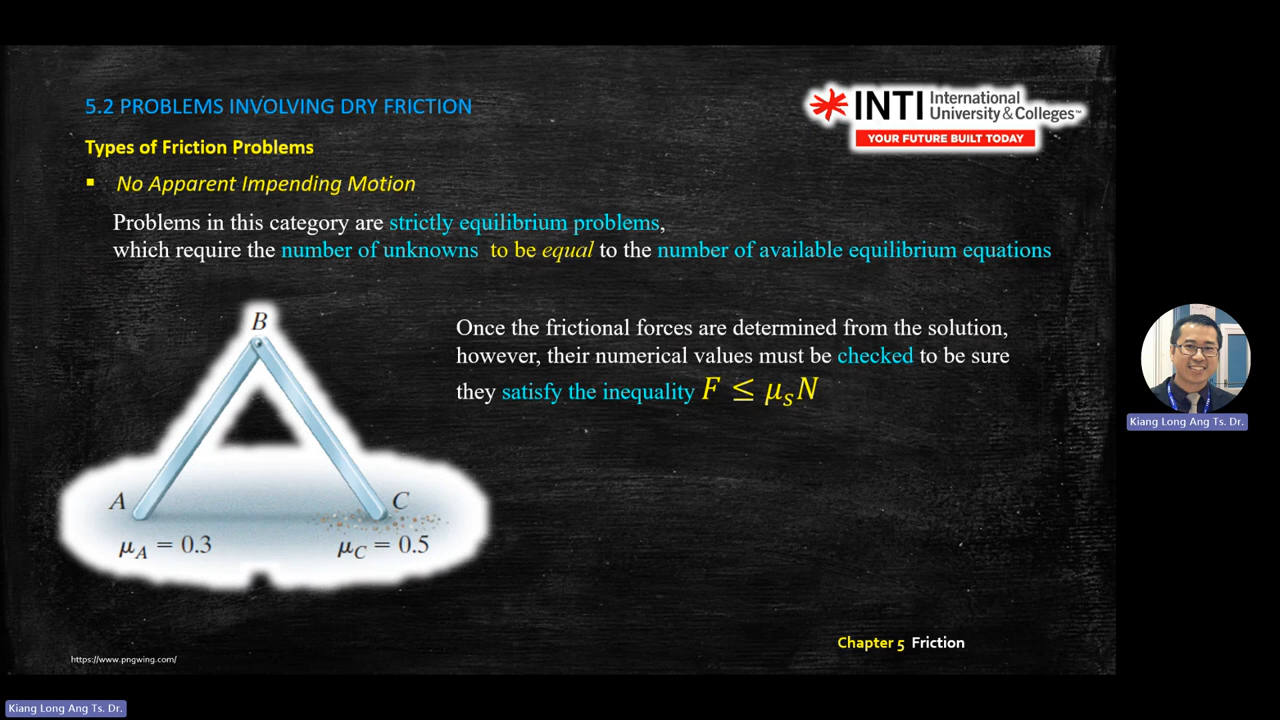 5.2 PROBLEMS INVOLVING DRY FRICTION
INTI International
University & Colleges™
YOUR FUTURE BUILT TODAY
Types of Friction Problems
▪ No Apparent Impending Motion
Problems in this category are strictly equilibrium problems,
which require the number of unknowns to be equal to the number of available equilibrium equations
B
Once the frictional forces are determined from the solution,
however, their numerical values must be checked to be sure
they satisfy the inequality F ≤ μₛN
A
C
μ_A = 0.3
μ_C = 0.5
Kiang Long Ang Ts. Dr.
Chapter 5 Friction
https://www.pngwing.com/
Kiang Long Ang Ts. Dr.